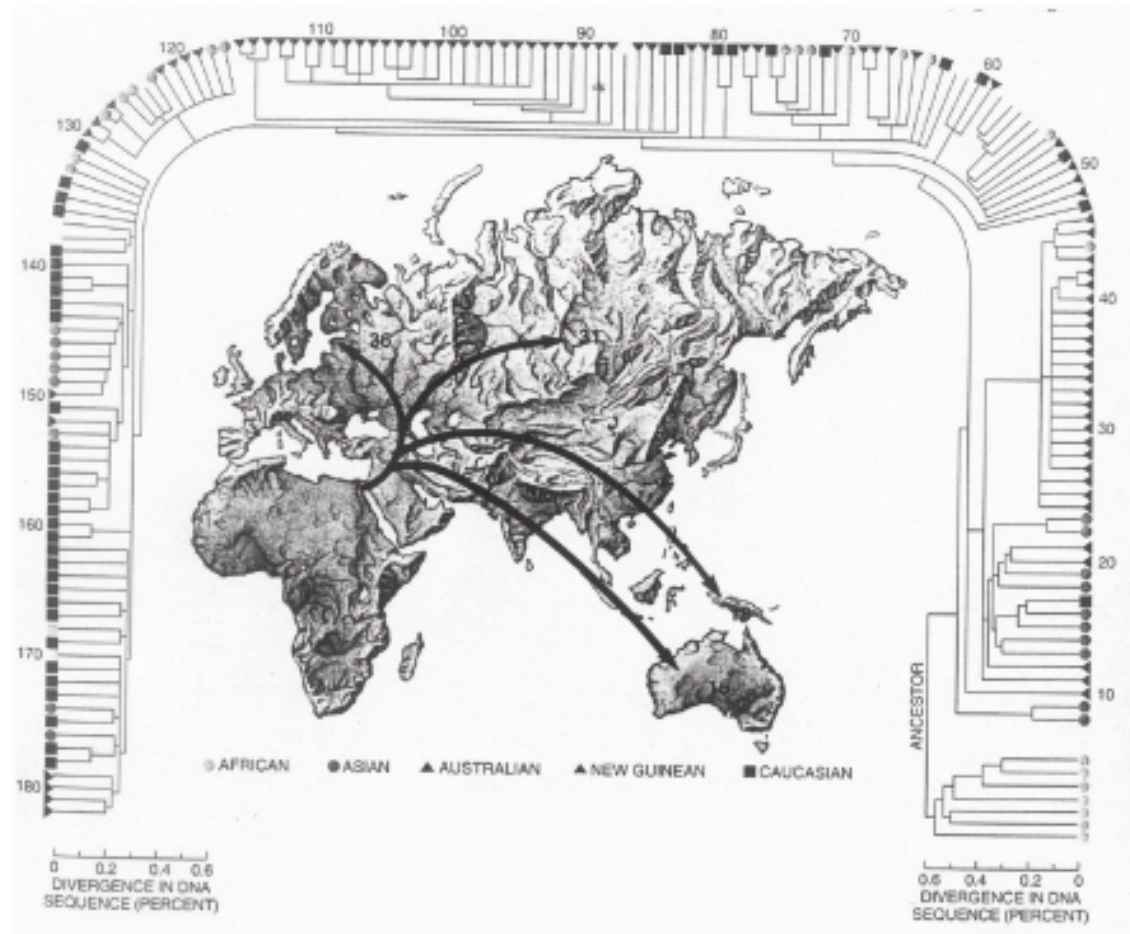 110
100
90
80
70
60
120
130
50
140
40
36
31
150
30
160
20
170
10
ANCESTOR
AFRICAN ASIAN AUSTRALIAN NEW GUINEAN CAUCASIAN
180
0 0.2 0.4 0.6
DIVERGENCE IN DNA
SEQUENCE (PERCENT)
0.6 0.4 0.2 0
DIVERGENCE IN DNA
SEQUENCE (PERCENT)